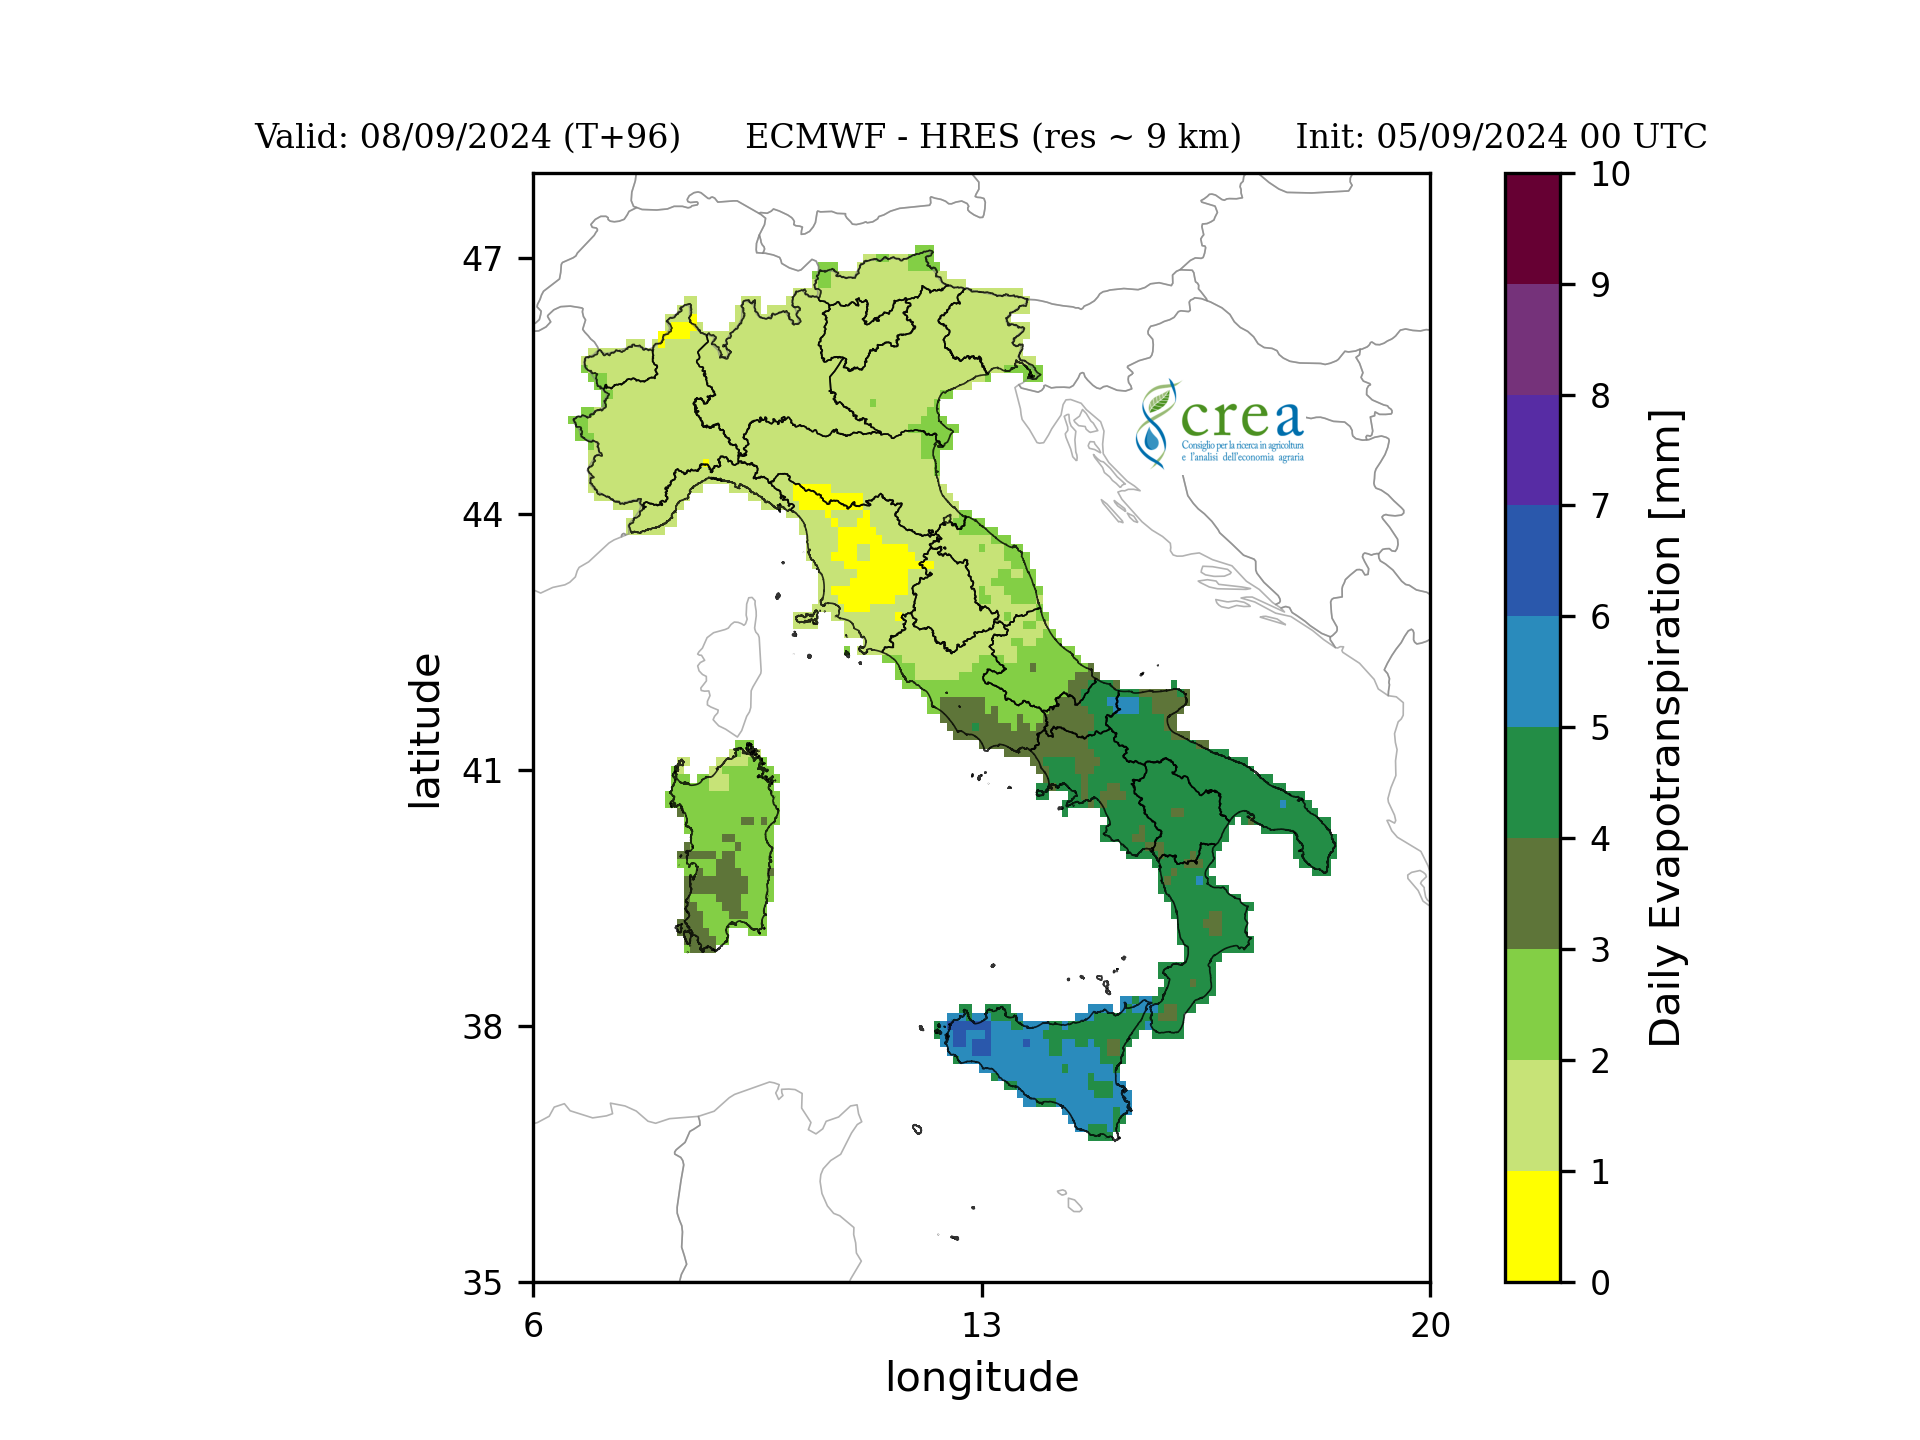 Valid: 08/09/2024 (T+96) ECMWF - HRES (res ~ 9 km) Init: 05/09/2024 00 UTC
10
9
8
7
6
5
4
3
2
1
0
Daily Evapotranspiration [mm]
47
44
41
38
35
latitude
6 13 20
longitude
crea
Consiglio per la ricerca in agricoltura
e l'analisi dell'economia agraria